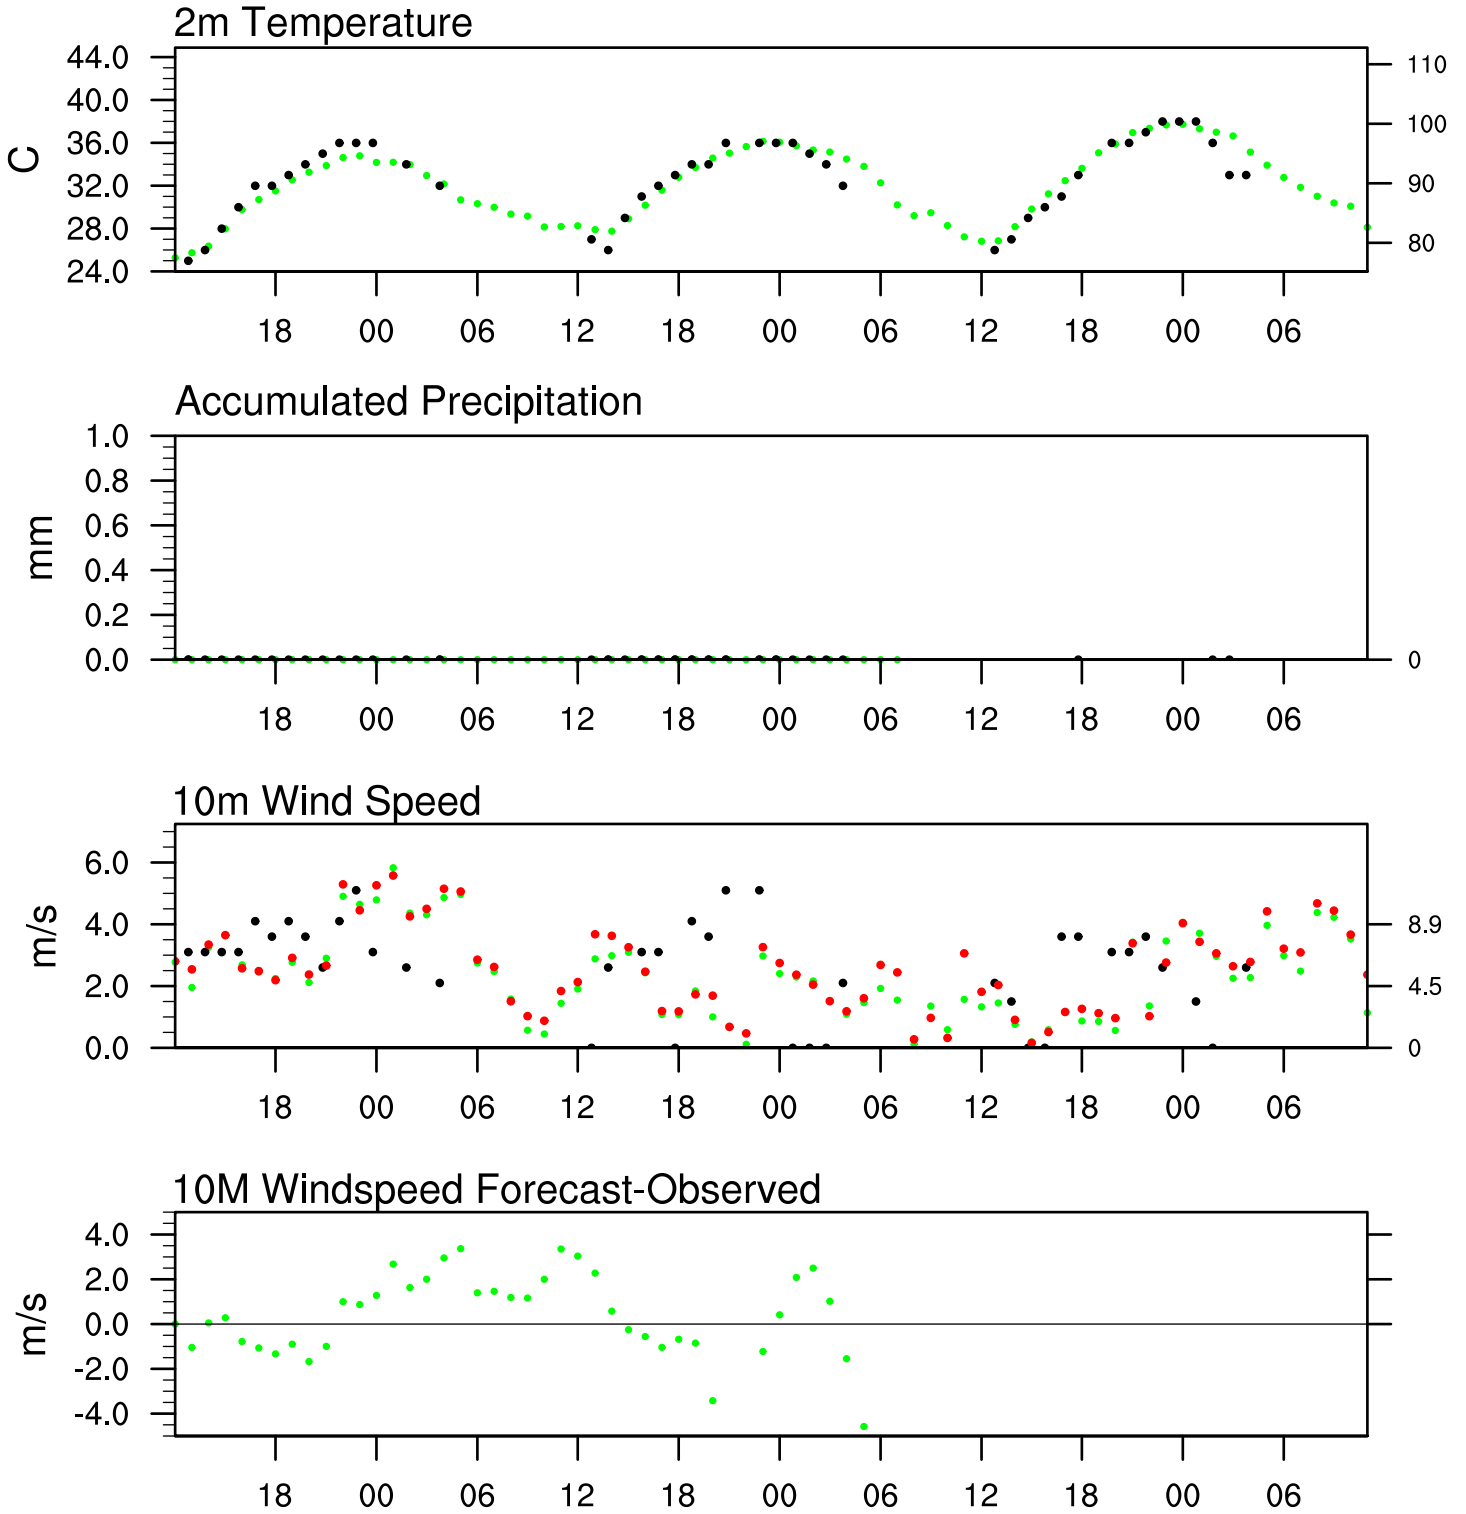 2m Temperature
44.0
40.0
36.0
32.0
28.0
24.0
C
110
100
90
80
18 00 06 12 18 00 06 12 18 00 06
Accumulated Precipitation
1.0
0.8
0.6
0.4
0.2
0.0
mm
0
18 00 06 12 18 00 06 12 18 00 06
10m Wind Speed
6.0
4.0
2.0
0.0
m/s
8.9
4.5
0
18 00 06 12 18 00 06 12 18 00 06
10M Windspeed Forecast-Observed
4.0
2.0
0.0
-2.0
-4.0
m/s
18 00 06 12 18 00 06 12 18 00 06